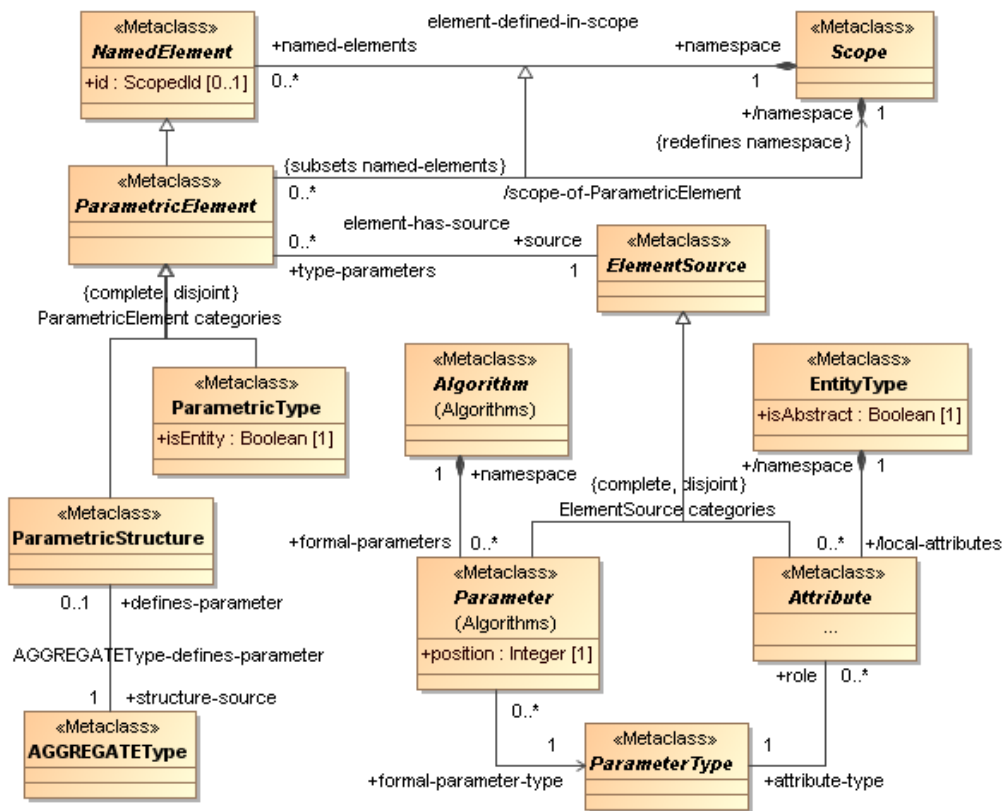 element-defined-in-scope
«Metaclass»
NamedElement
+id : ScopedId [0..1]
+named-elements
0..*
+namespace
1
«Metaclass»
Scope
+/namespace
1
{redefines namespace}
{subsets named-elements}
0..*
/scope-of-ParametricElement
«Metaclass»
ParametricElement
0..*
element-has-source
+source
+type-parameters
1
«Metaclass»
ElementSource
{complete, disjoint}
ParametricElement categories
«Metaclass»
ParametricType
+isEntity : Boolean [1]
«Metaclass»
Algorithm
(Algorithms)
«Metaclass»
EntityType
+isAbstract : Boolean [1]
1
+namespace
+/namespace
1
{complete, disjoint}
ElementSource categories
«Metaclass»
ParametricStructure
+formal-parameters
0..*
0..*
+/local-attributes
«Metaclass»
Parameter
(Algorithms)
+position : Integer [1]
«Metaclass»
Attribute
...
0..1
+defines-parameter
AGGREGATEType-defines-parameter
1
+structure-source
«Metaclass»
AGGREGATEType
+role
0..*
0..*
1
+formal-parameter-type
«Metaclass»
ParameterType
1
+attribute-type